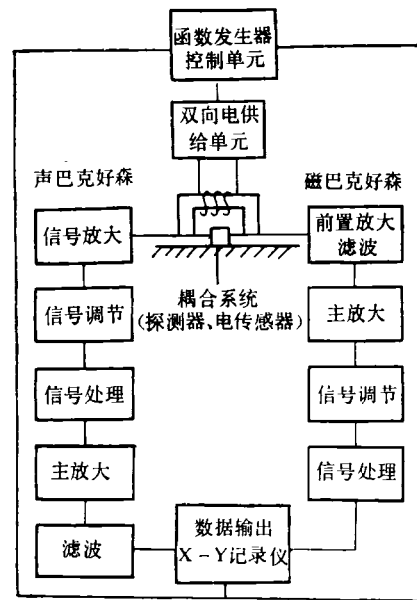 函数发生器
控制单元
双向电供
给单元
声巴克好森
磁巴克好森
信号放大
前置放大
滤波
耦合系统
(探测器、电传感器)
信号调节
主放大
信号处理
信号调节
主放大
信号处理
滤波
数据输出
X-Y记录仪